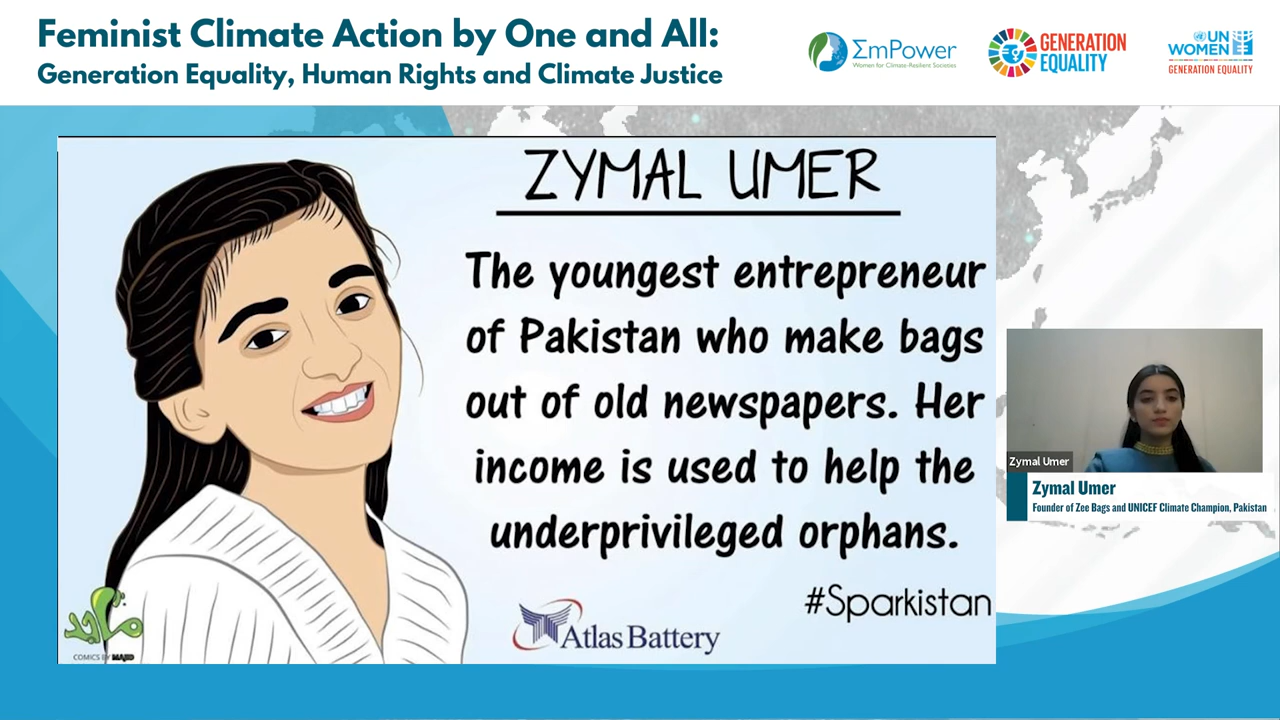 Feminist Climate Action by One and All:
Generation Equality, Human Rights and Climate Justice
ΣmPower
Women for Climate-Resilient Societies
GENERATION
EQUALITY
UN
WOMEN
GENERATION EQUALITY
ZYMAL UMER
The youngest entrepreneur
of Pakistan who make bags
out of old newspapers. Her
income is used to help the
underprivileged orphans.
#Sparkistan
Atlas Battery
ماجد
COMICS BY MAJID
Zymal Umer
Zymal Umer
Founder of Zee Bags and UNICEF Climate Champion, Pakistan